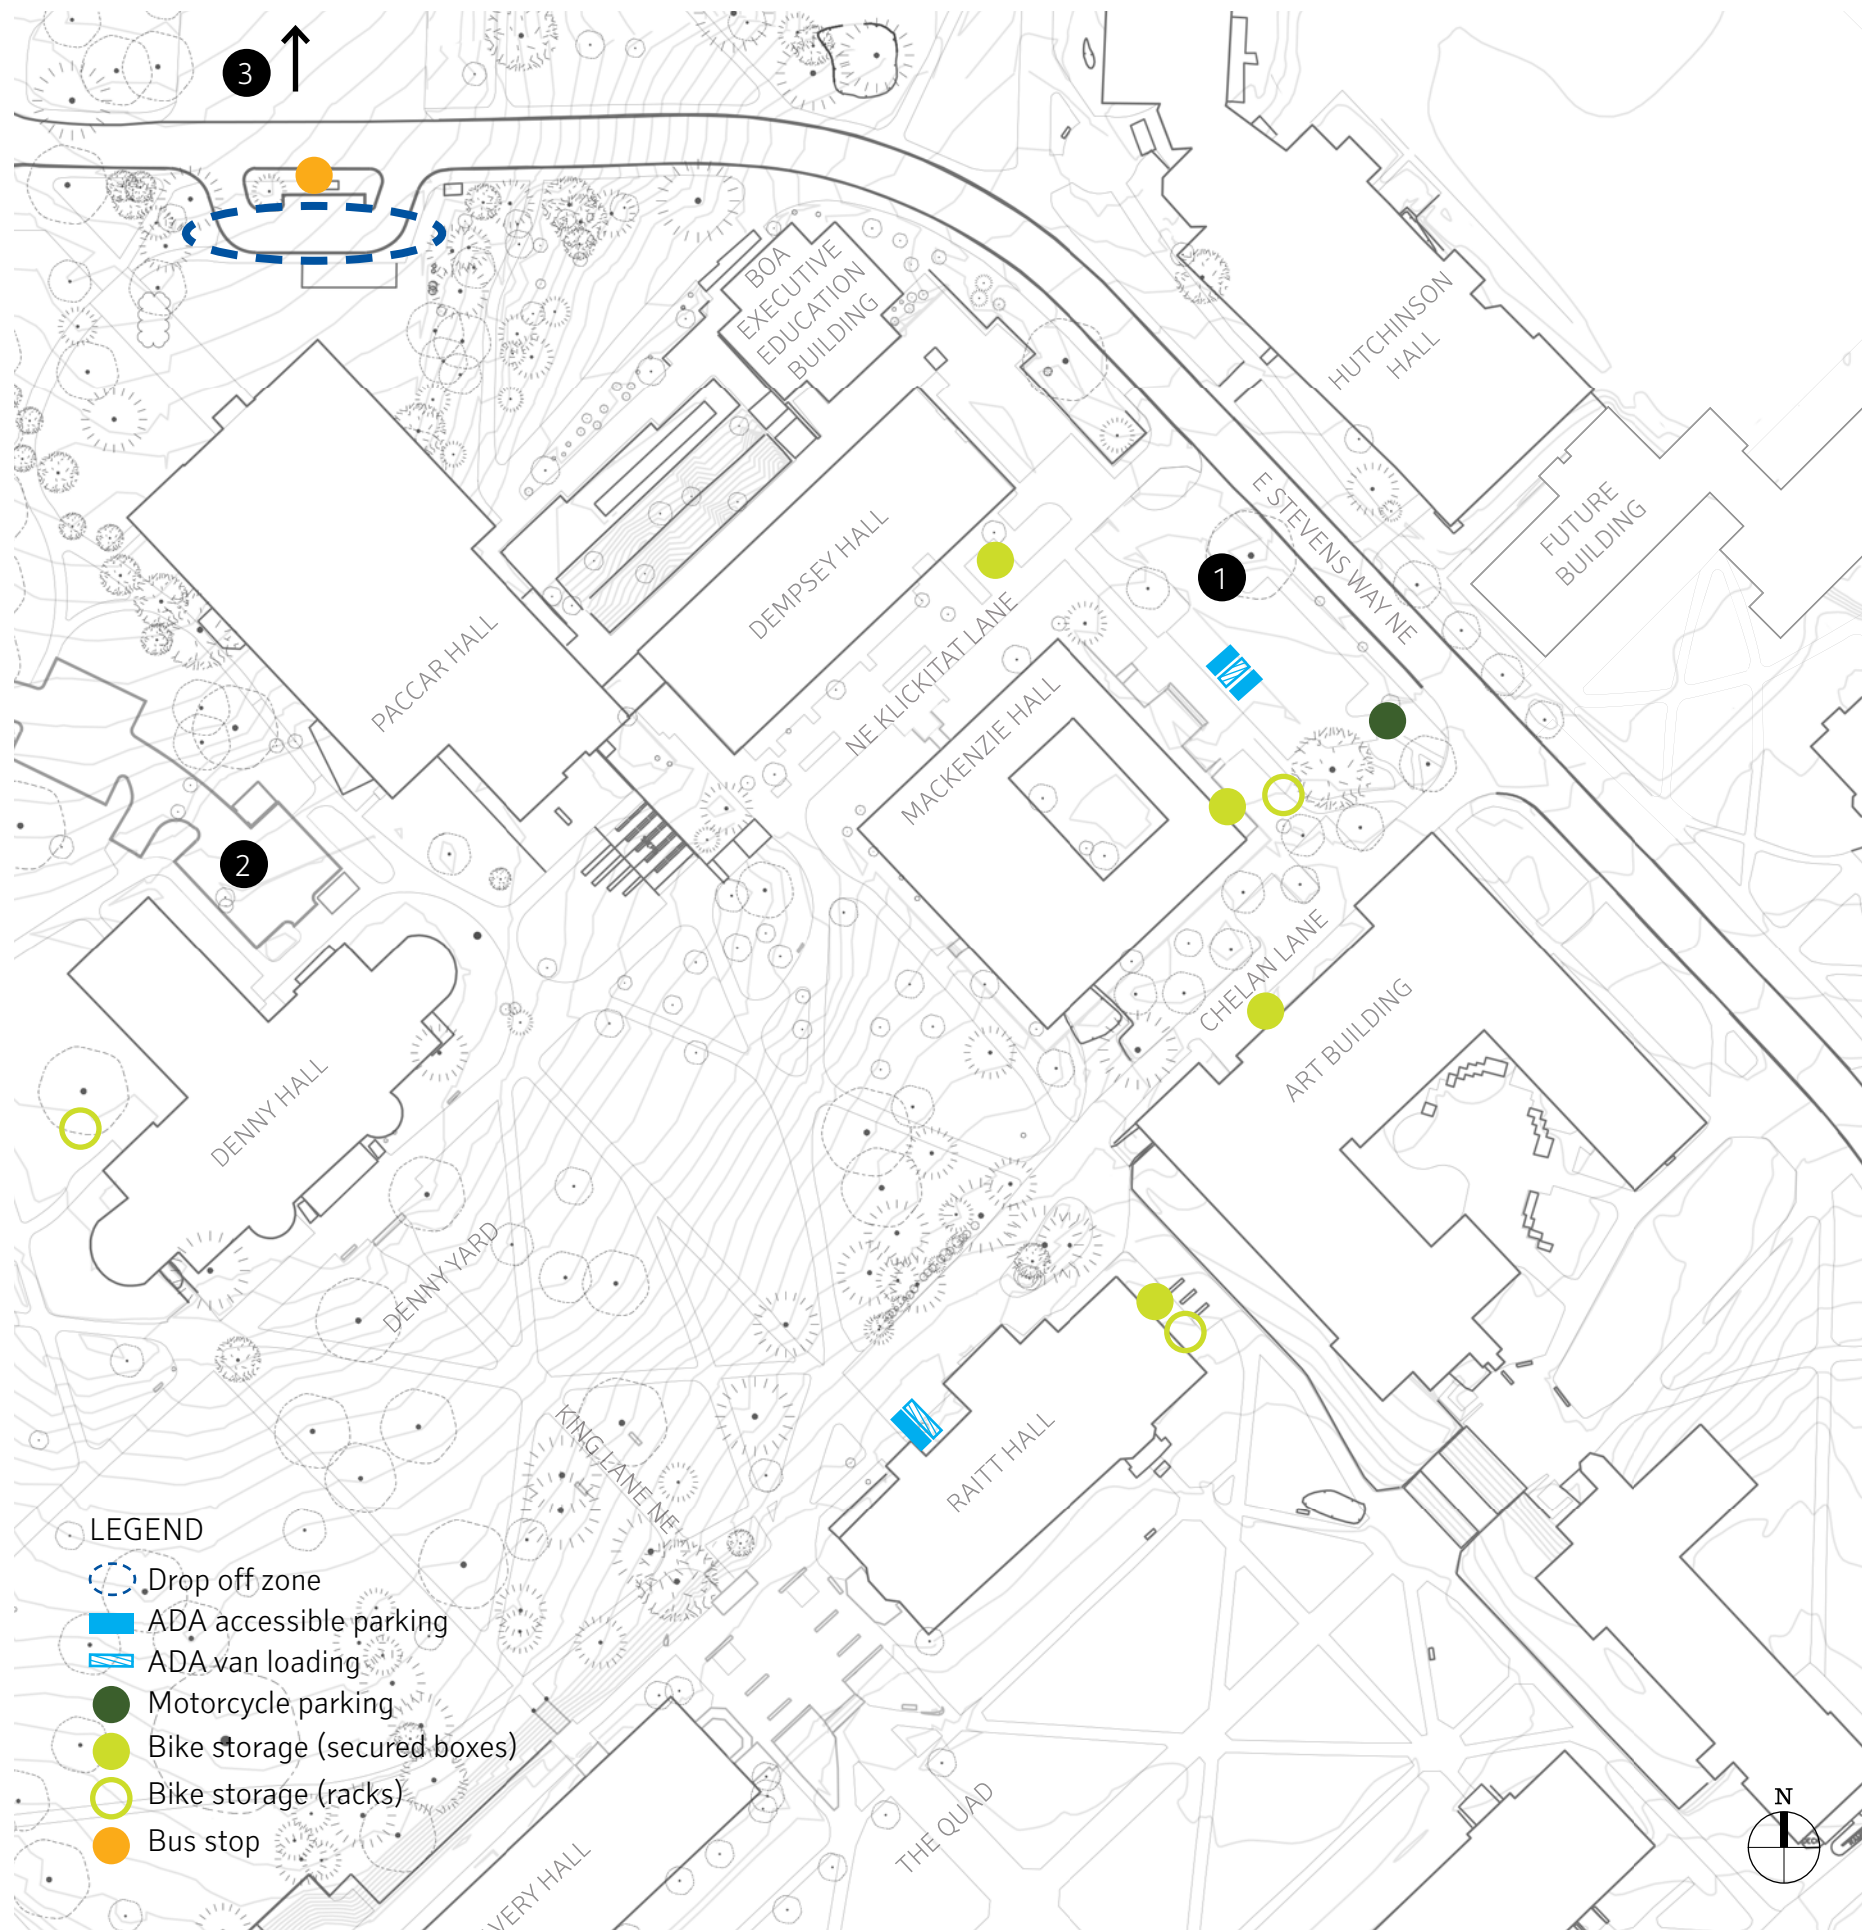 3
BOA
EXECUTIVE
EDUCATION
BUILDING
HUTCHINSON
HALL
E STEVENS WAY NE
FUTURE
BUILDING
DEMPSEY HALL
1
PACCAR HALL
NE KLICKITAT LANE
MACKENZIE HALL
2
CHELAN LANE
ART BUILDING
DENNY HALL
DENNY YARD
KING LANE NE
RAITT HALL
LEGEND
Drop off zone
ADA accessible parking
ADA van loading
Motorcycle parking
Bike storage (secured boxes)
Bike storage (racks)
Bus stop
VERY HALL
THE QUAD
N